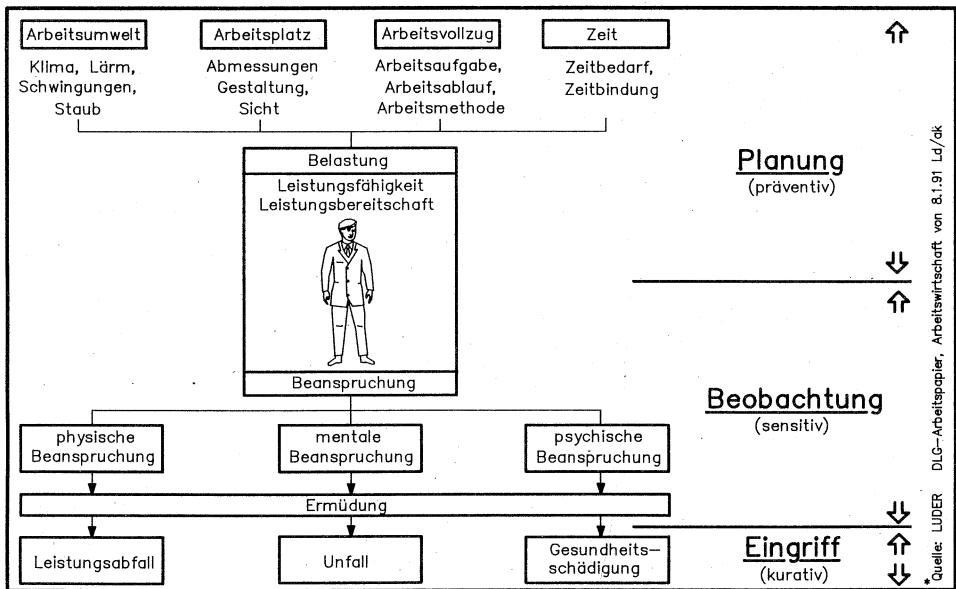 Arbeitsumwelt
Klima, Lärm,
Schwingungen,
Staub
Arbeitsplatz
Abmessungen
Gestaltung,
Sicht
Arbeitsvollzug
Arbeitsaufgabe,
Arbeitsablauf,
Arbeitsmethode
Zeit
Zeitbedarf,
Zeitbindung
Belastung
Leistungsfähigkeit
Leistungsbereitschaft
Beanspruchung
physische
Beanspruchung
mentale
Beanspruchung
psychische
Beanspruchung
Ermüdung
Leistungsabfall
Unfall
Gesundheits-
schädigung
Planung
(präventiv)
Beobachtung
(sensitiv)
Eingriff
(kurativ)
*Quelle: LUDER DLG-Arbeitspapier, Arbeitswirtschaft von 8.1.91 Ld/ak